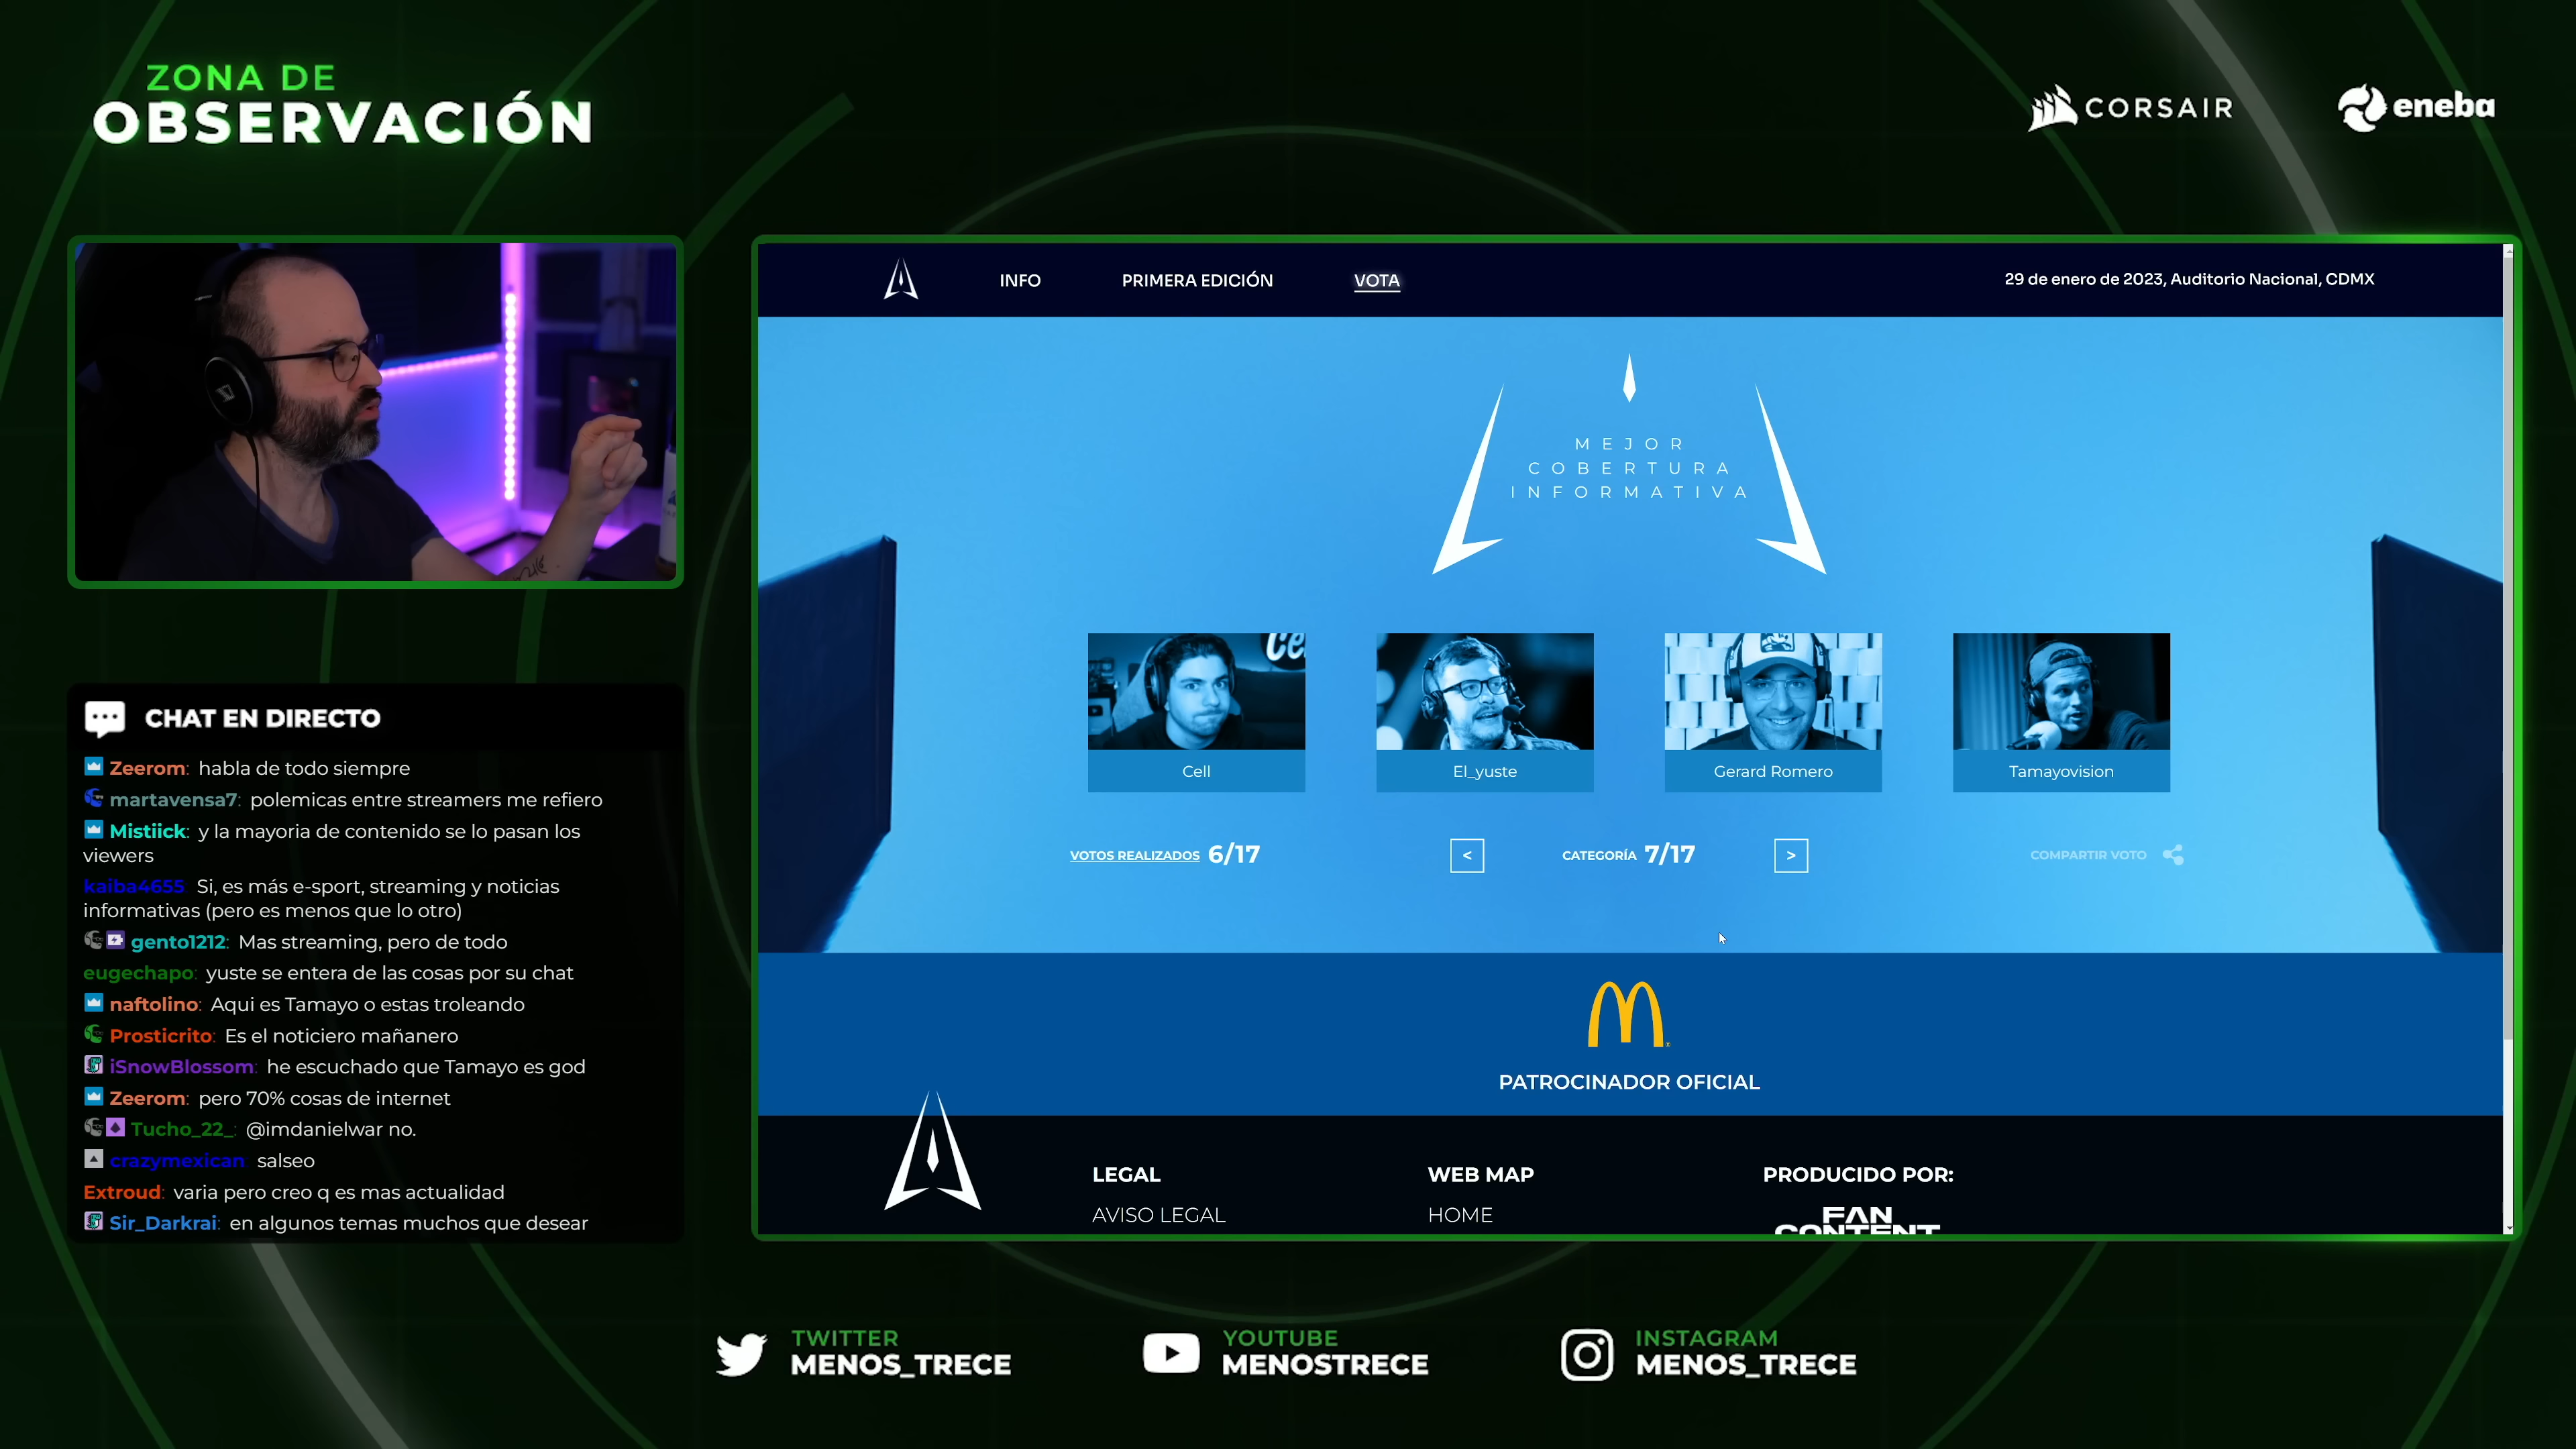 ZONA DE
OBSERVACIÓN
CORSAIR
eneba
INFO
PRIMERA EDICIÓN
VOTA
29 de enero de 2023, Auditorio Nacional, CDMX
MEJOR
COBERTURA
INFORMATIVA
Ce
Cell
El_yuste
Gerard Romero
Tamayovision
VOTOS REALIZADOS 6/17
<
CATEGORÍA 7/17
>
COMPARTIR VOTO
PATROCINADOR OFICIAL
LEGAL
WEB MAP
PRODUCIDO POR:
AVISO LEGAL
HOME
FAN
CONTENT
CHAT EN DIRECTO
Zeerom: habla de todo siempre
martavensa7: polemicas entre streamers me refiero
Mistiick: y la mayoria de contenido se lo pasan los
viewers
kaiba4655: Si, es más e-sport, streaming y noticias
informativas (pero es menos que lo otro)
gento1212: Mas streaming, pero de todo
eugechapo: yuste se entera de las cosas por su chat
naftolino: Aqui es Tamayo o estas troleando
Prosticrito: Es el noticiero mañanero
iSnowBlossom: he escuchado que Tamayo es god
Zeerom: pero 70% cosas de internet
Tucho_22_: @imdanielwar no.
crazymexican: salseo
Extroud: varia pero creo q es mas actualidad
Sir_Darkrai: en algunos temas muchos que desear
TWITTER
MENOS_TRECE
YOUTUBE
MENOSTRECE
INSTAGRAM
MENOS_TRECE